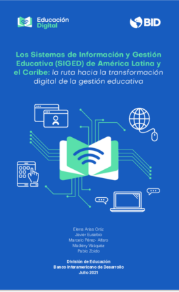 Educación
Digital
BID
Los Sistemas de Información y Gestión
Educativa (SIGED) de América Latina y
el Caribe: la ruta hacia la transformación
digital de la gestión educativa
Elena Arias Ortiz
Javier
Marcelo Pérez Alfaro
Madiery Vásquez
Pablo Zoido
División de Educación
Banco Interamericano de Desarrollo
Julio 2021